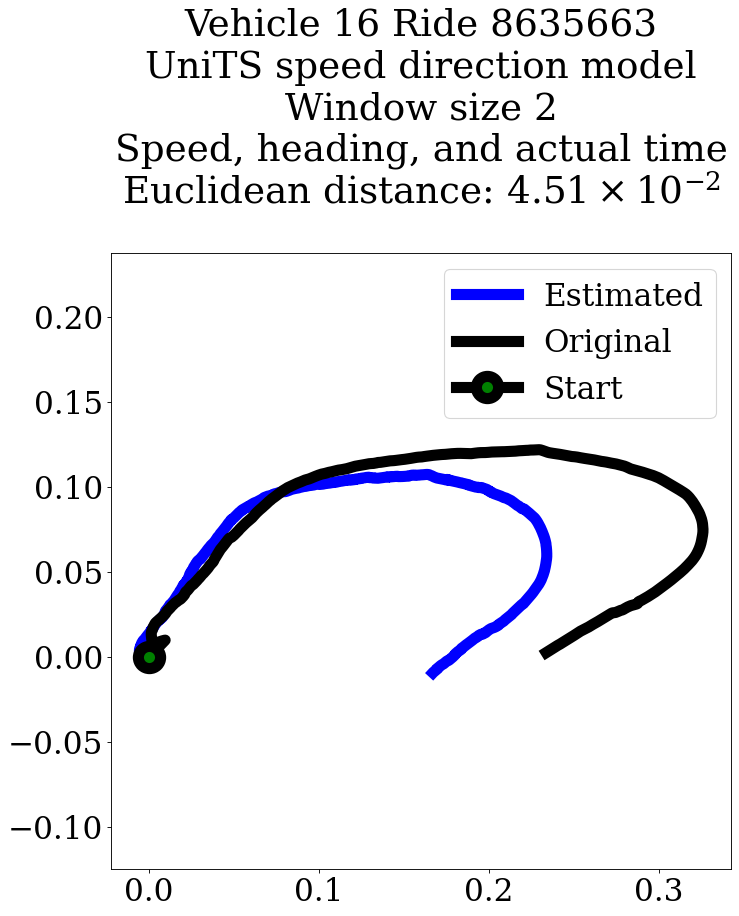 Vehicle 16 Ride 8635663
UniTS speed direction model
Window size 2
Speed, heading, and actual time
Euclidean distance: 4.51 × 10⁻²
Estimated
Original
Start
0.20
0.15
0.10
0.05
0.00
−0.05
−0.10
0.0 0.1 0.2 0.3